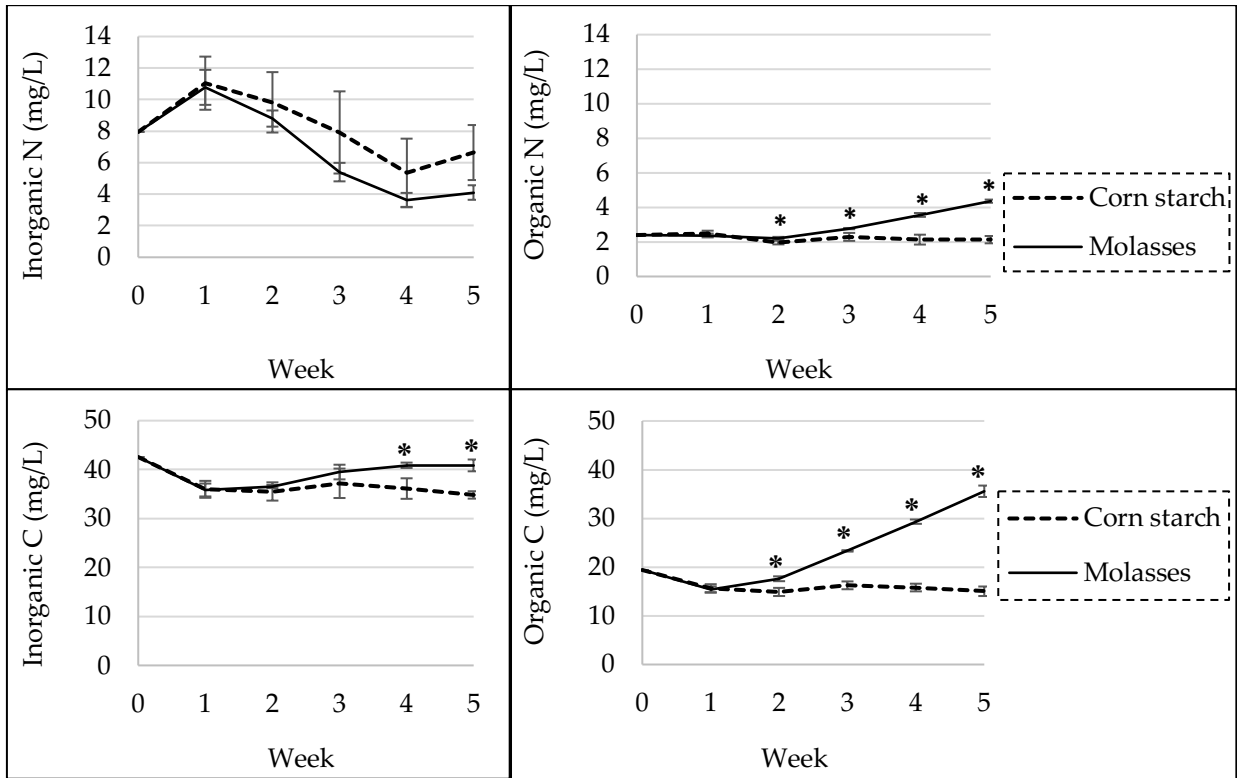 Inorganic N (mg/L)
14
12
10
8
6
4
2
0
0 1 2 3 4 5
Week
Organic N (mg/L)
14
12
10
8
6
4
2
0
* * * *
0 1 2 3 4 5
Week
Corn starch
Molasses
Inorganic C (mg/L)
50
40
30
20
10
0
* *
0 1 2 3 4 5
Week
Organic C (mg/L)
50
40
30
20
10
0
* * * *
0 1 2 3 4 5
Week
Corn starch
Molasses